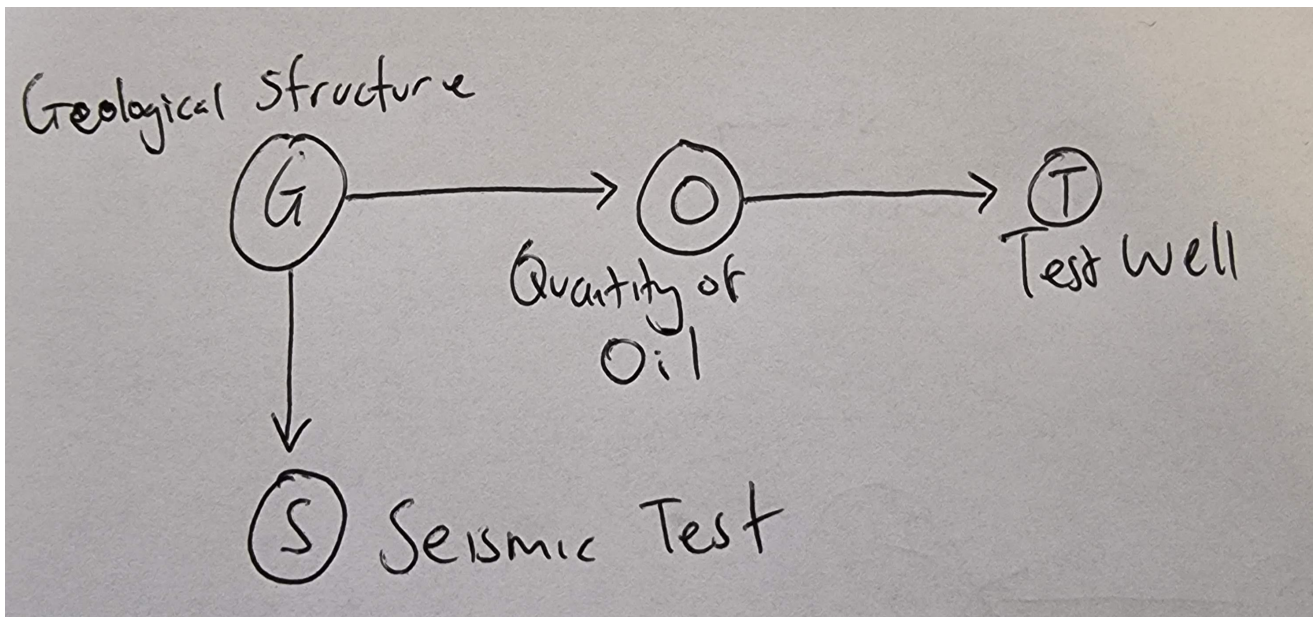 Geological Structure
G
O
T
Quantity of
Oil
Test Well
S
Seismic Test